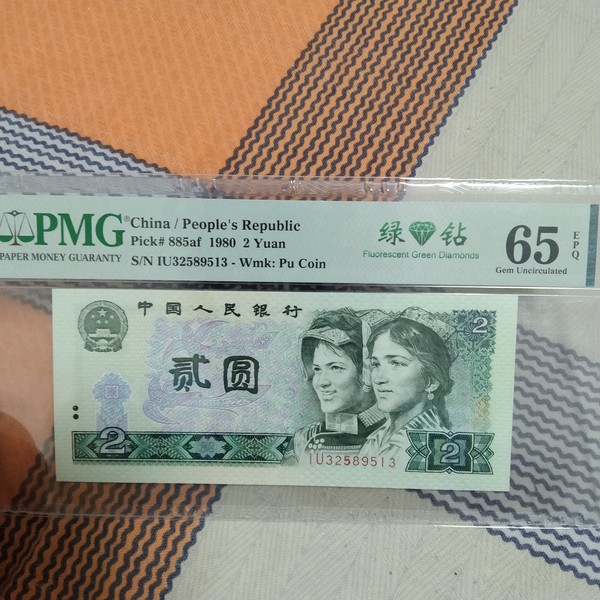 PMG
PAPER MONEY GUARANTY
China / People's Republic
Pick# 885af 1980 2 Yuan
S/N IU32589513 - Wmk: Pu Coin
绿 钻
Fluorescent Green Diamonds
65 EPQ
Gem Uncirculated
中国人民银行
2
贰圆
2
IU32589513
2